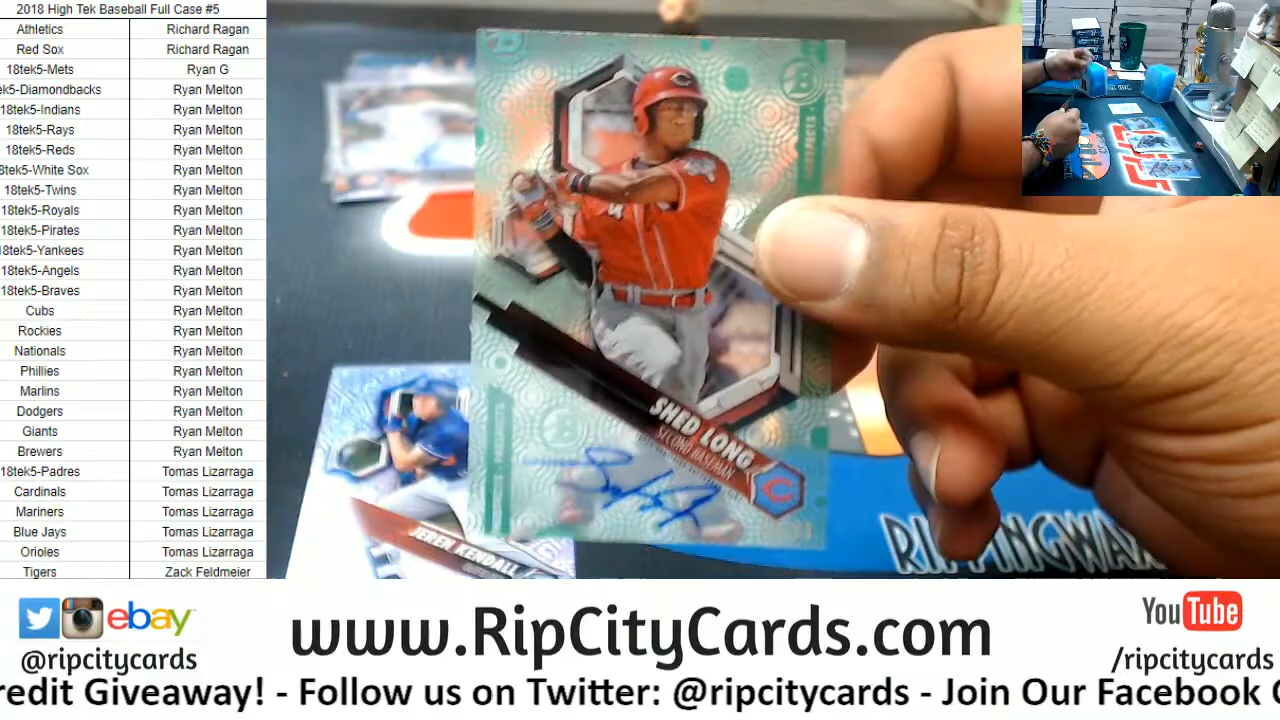 2018 High Tek Baseball Full Case #5
Athletics Richard Ragan
Red Sox Richard Ragan
18tek5-Mets Ryan G
ek5-Diamondbacks Ryan Melton
18tek5-Indians Ryan Melton
18tek5-Rays Ryan Melton
18tek5-Reds Ryan Melton
8tek5-White Sox Ryan Melton
18tek5-Twins Ryan Melton
18tek5-Royals Ryan Melton
18tek5-Pirates Ryan Melton
8tek5-Yankees Ryan Melton
18tek5-Angels Ryan Melton
8tek5-Braves Ryan Melton
Cubs Ryan Melton
Rockies Ryan Melton
Nationals Ryan Melton
Phillies Ryan Melton
Marlins Ryan Melton
Dodgers Ryan Melton
Giants Ryan Melton
Brewers Ryan Melton
18tek5-Padres Tomas Lizarraga
Cardinals Tomas Lizarraga
Mariners Tomas Lizarraga
Blue Jays Tomas Lizarraga
Orioles Tomas Lizarraga
Tigers Zack Feldmeier
SHED LONG
SECOND BASEMAN
JEREN KENDALL
RIPPINGWAX
ebay
@ripcitycards
www.RipCityCards.com
YouTube
/ripcitycards
redit Giveaway! - Follow us on Twitter: @ripcitycards - Join Our Facebook